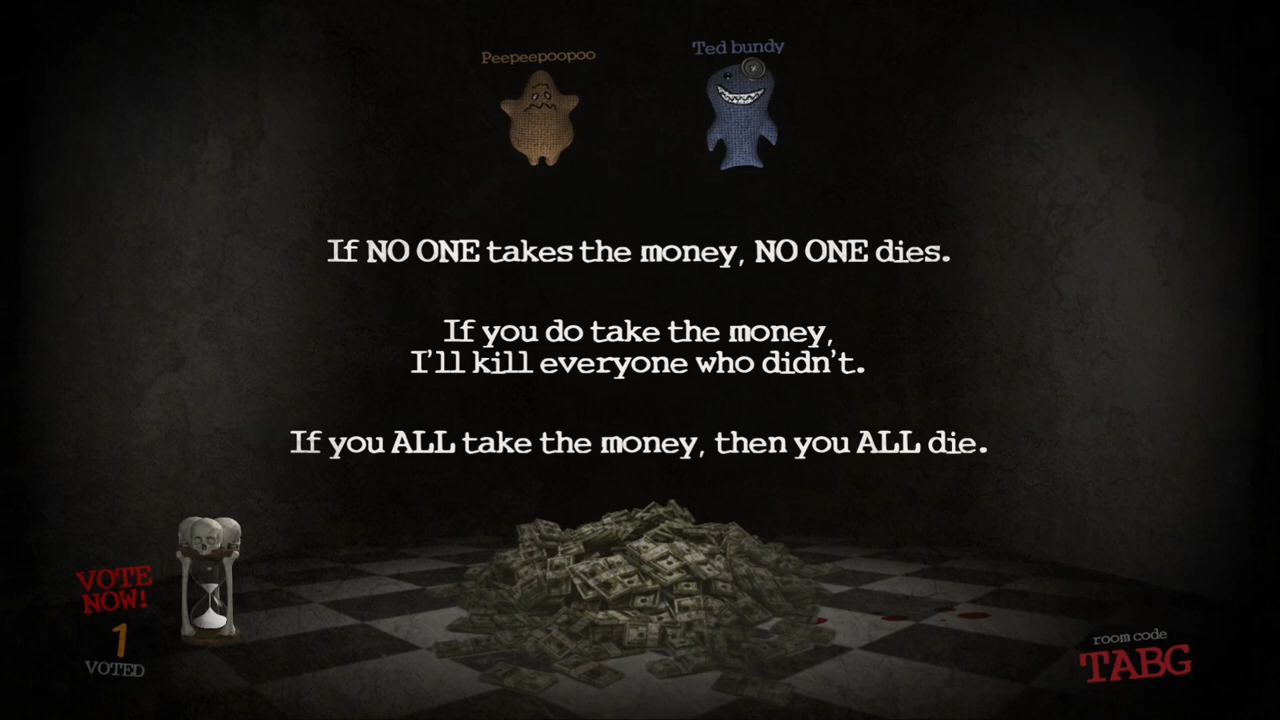 Peepeepoopoo
Ted bundy
If NO ONE takes the money, NO ONE dies.
If you do take the money,
I'll kill everyone who didn't.
If you ALL take the money, then you ALL die.
VOTE
NOW!
1
VOTED
room code
TABG